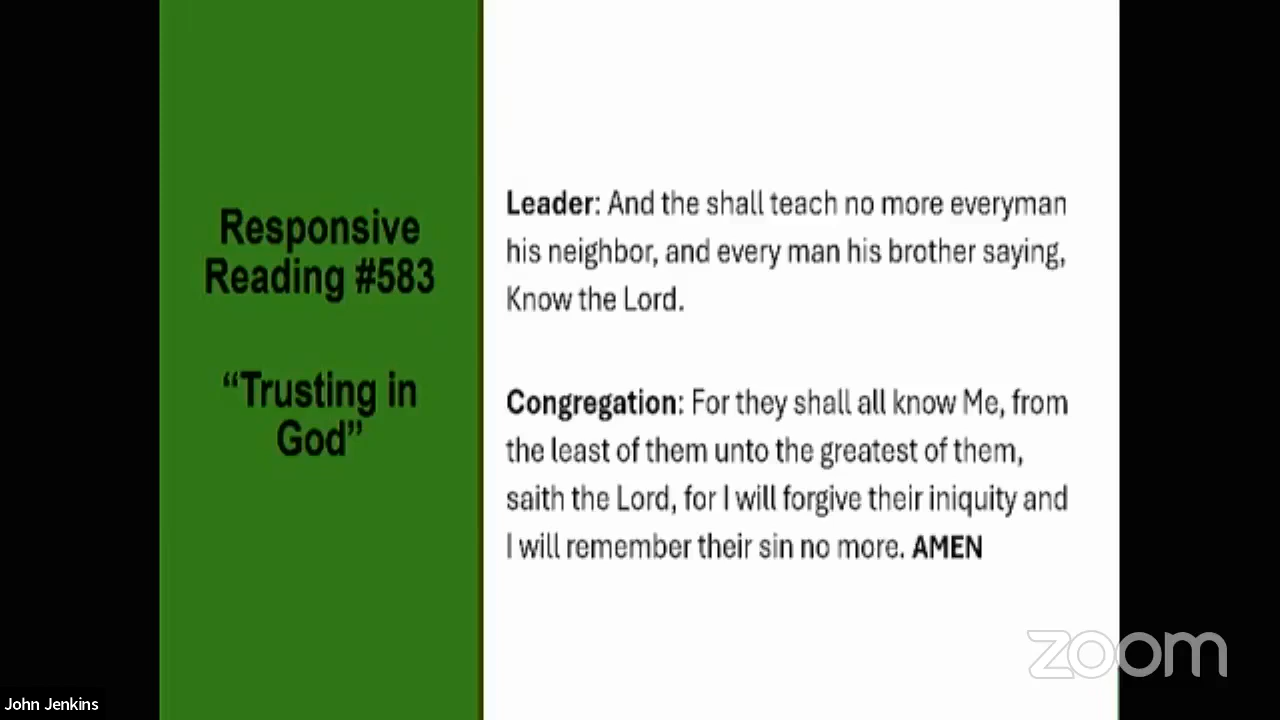 Responsive
Reading #583
“Trusting in
God”
Leader: And the shall teach no more everyman
his neighbor, and every man his brother saying,
Know the Lord.
Congregation: For they shall all know Me, from
the least of them unto the greatest of them,
saith the Lord, for I will forgive their iniquity and
I will remember their sin no more. AMEN
zoom
John Jenkins